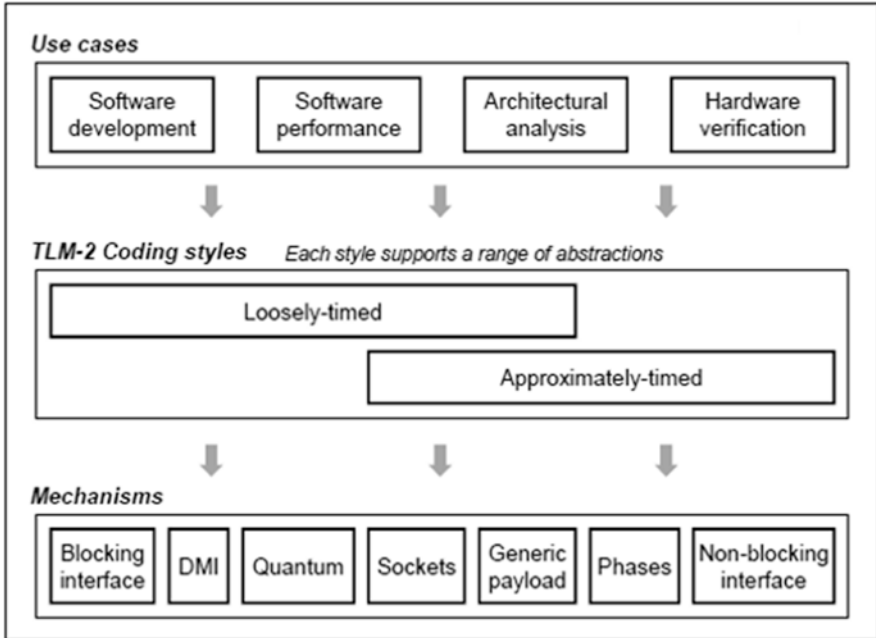 Use cases
Software
development
Software
performance
Architectural
analysis
Hardware
verification
TLM-2 Coding styles
Each style supports a range of abstractions
Loosely-timed
Approximately-timed
Mechanisms
Blocking
interface
DMI
Quantum
Sockets
Generic
payload
Phases
Non-blocking
interface